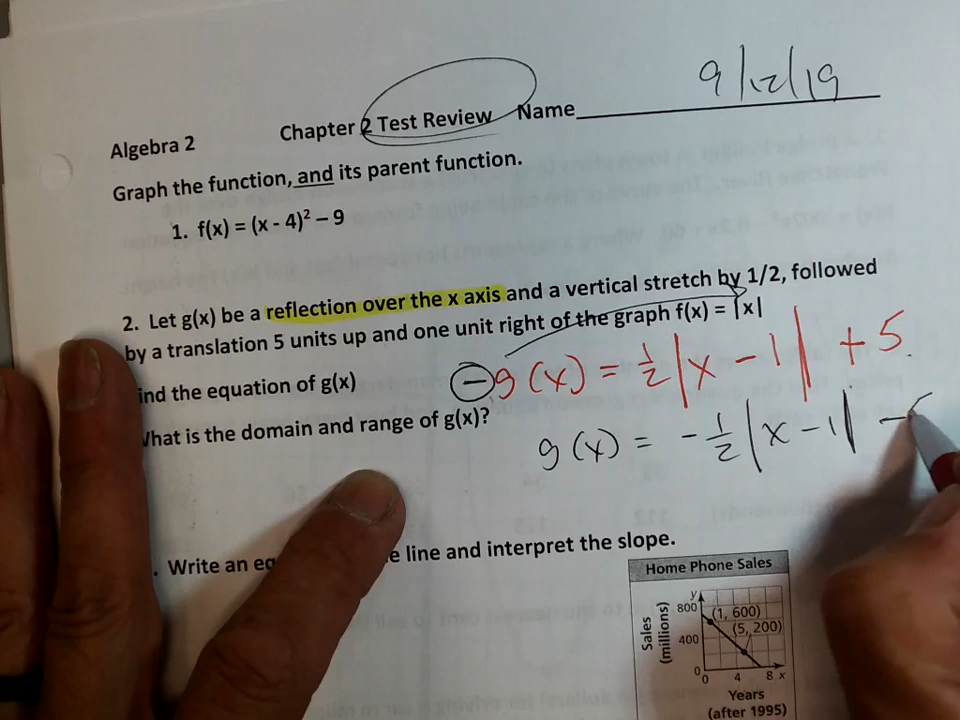 9/12/19
Algebra 2 Chapter 2 Test Review Name
Graph the function, and its parent function.
1. f(x) = (x - 4)² – 9
2. Let g(x) be a reflection over the x axis and a vertical stretch by 1/2, followed
by a translation 5 units up and one unit right of the graph f(x) = |x|
-g(x) = ½|x - 1| + 5.
ind the equation of g(x)
What is the domain and range of g(x)?
g(x) = -½|x - 1| - 5
. Write an eq e line and interpret the slope.
Home Phone Sales
y
800
400
0
(1, 600)
(5, 200)
0 4 8 x
Sales
(millions)
Years
(after 1995)